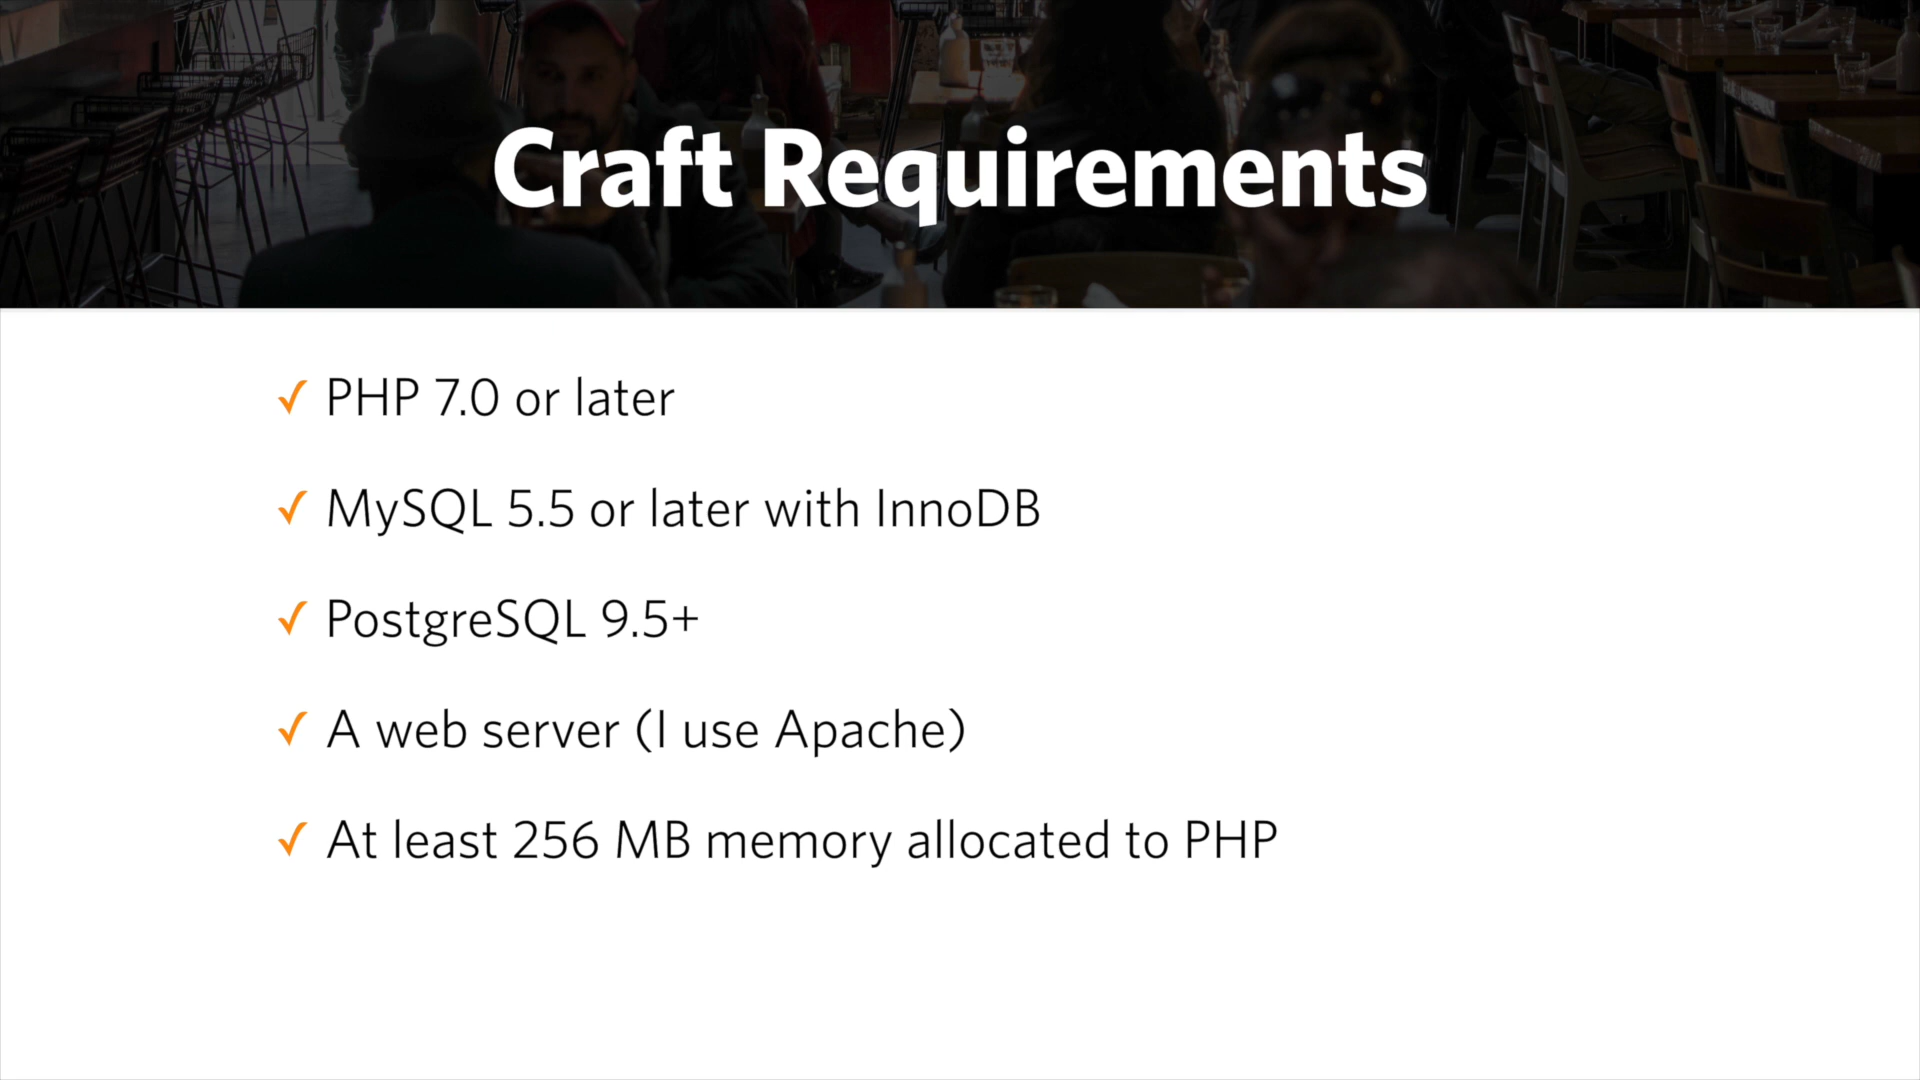 Craft Requirements
✓ PHP 7.0 or later
✓ MySQL 5.5 or later with InnoDB
✓ PostgreSQL 9.5+
✓ A web server (I use Apache)
✓ At least 256 MB memory allocated to PHP